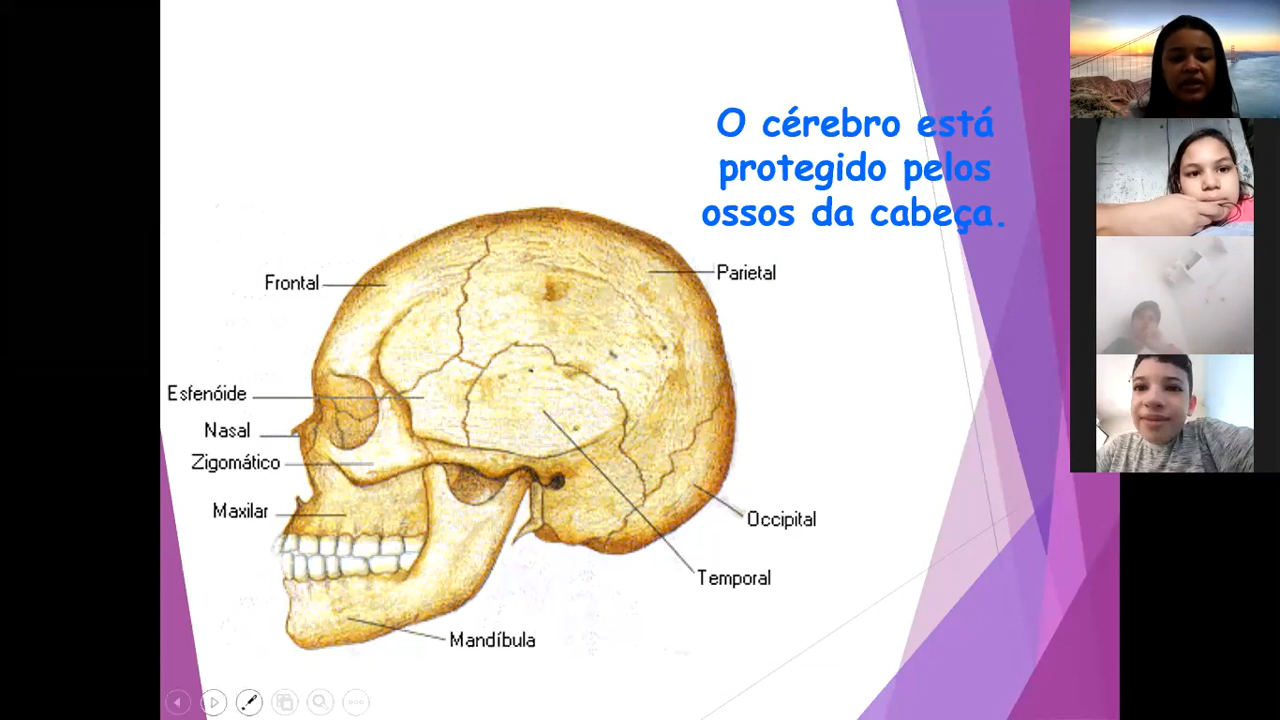 O cérebro está
protegido pelos
ossos da cabeça.
Frontal
Parietal
Esfenóide
Nasal
Zigomático
Maxilar
Occipital
Temporal
Mandíbula